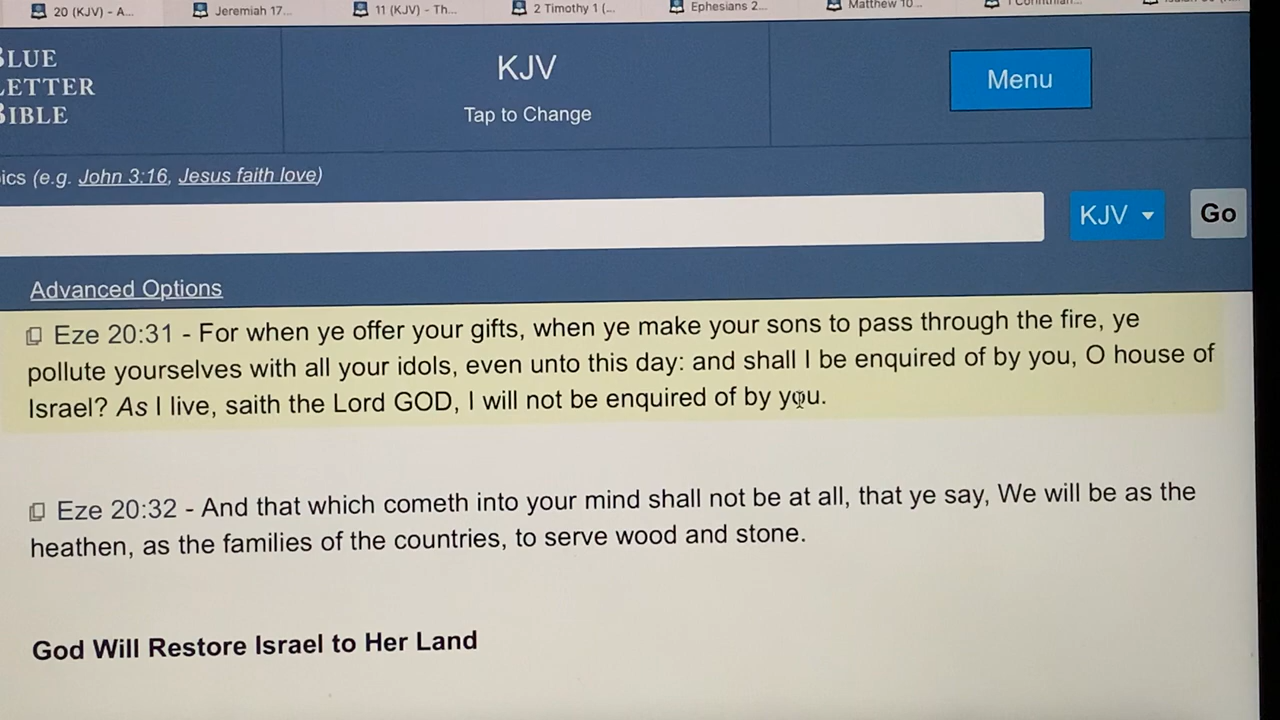 20 (KJV) - A... Jeremiah 17... 11 (KJV) - Th... 2 Timothy 1 (... Ephesians 2... Matthew 10...
LUE
KJV
Menu
ETTER
IBLE
Tap to Change
ics (e.g. John 3:16, Jesus faith love)
KJV Go
Advanced Options
Eze 20:31 - For when ye offer your gifts, when ye make your sons to pass through the fire, ye
pollute yourselves with all your idols, even unto this day: and shall I be enquired of by you, O house of
Israel? As I live, saith the Lord GOD, I will not be enquired of by you.
Eze 20:32 - And that which cometh into your mind shall not be at all, that ye say, We will be as the
heathen, as the families of the countries, to serve wood and stone.
God Will Restore Israel to Her Land